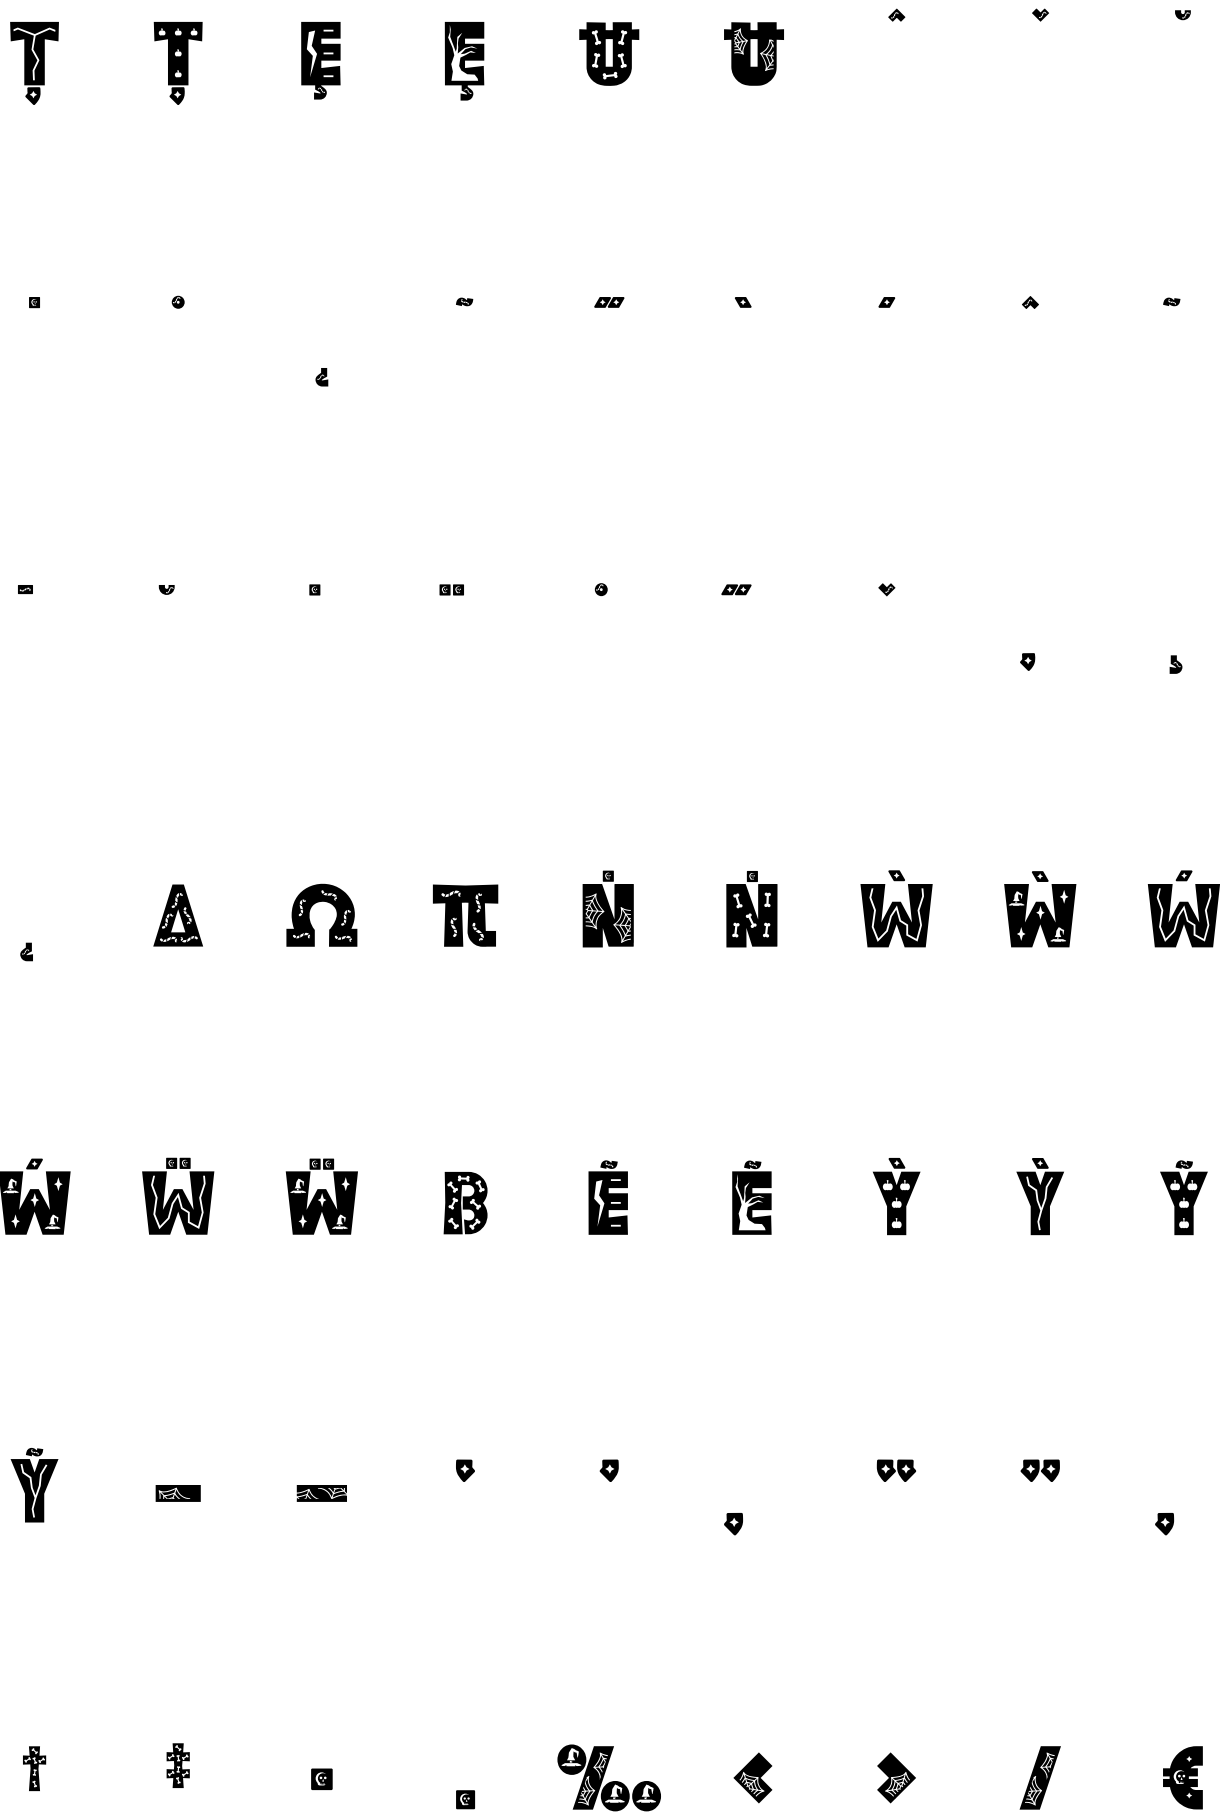 Ț Ț Ȩ Ȩ Ʉ Ʉ ˆ ˇ ˘
˙ ˚ ˛ ˜ ˝ ` ´ ˆ ˜
¯ ˘ ˙ ¨ ˚ ˝ ˇ , ¸
˛ Δ Ω π Ṅ Ṅ Ẁ Ẁ Ẃ
Ẃ Ẅ Ẅ ẞ Ẽ Ẽ Ỳ Ỳ Ỹ
Ỹ – — ‘ ’ ‚ “ ” „
† ‡ • . ‰ ‹ › ⁄ €